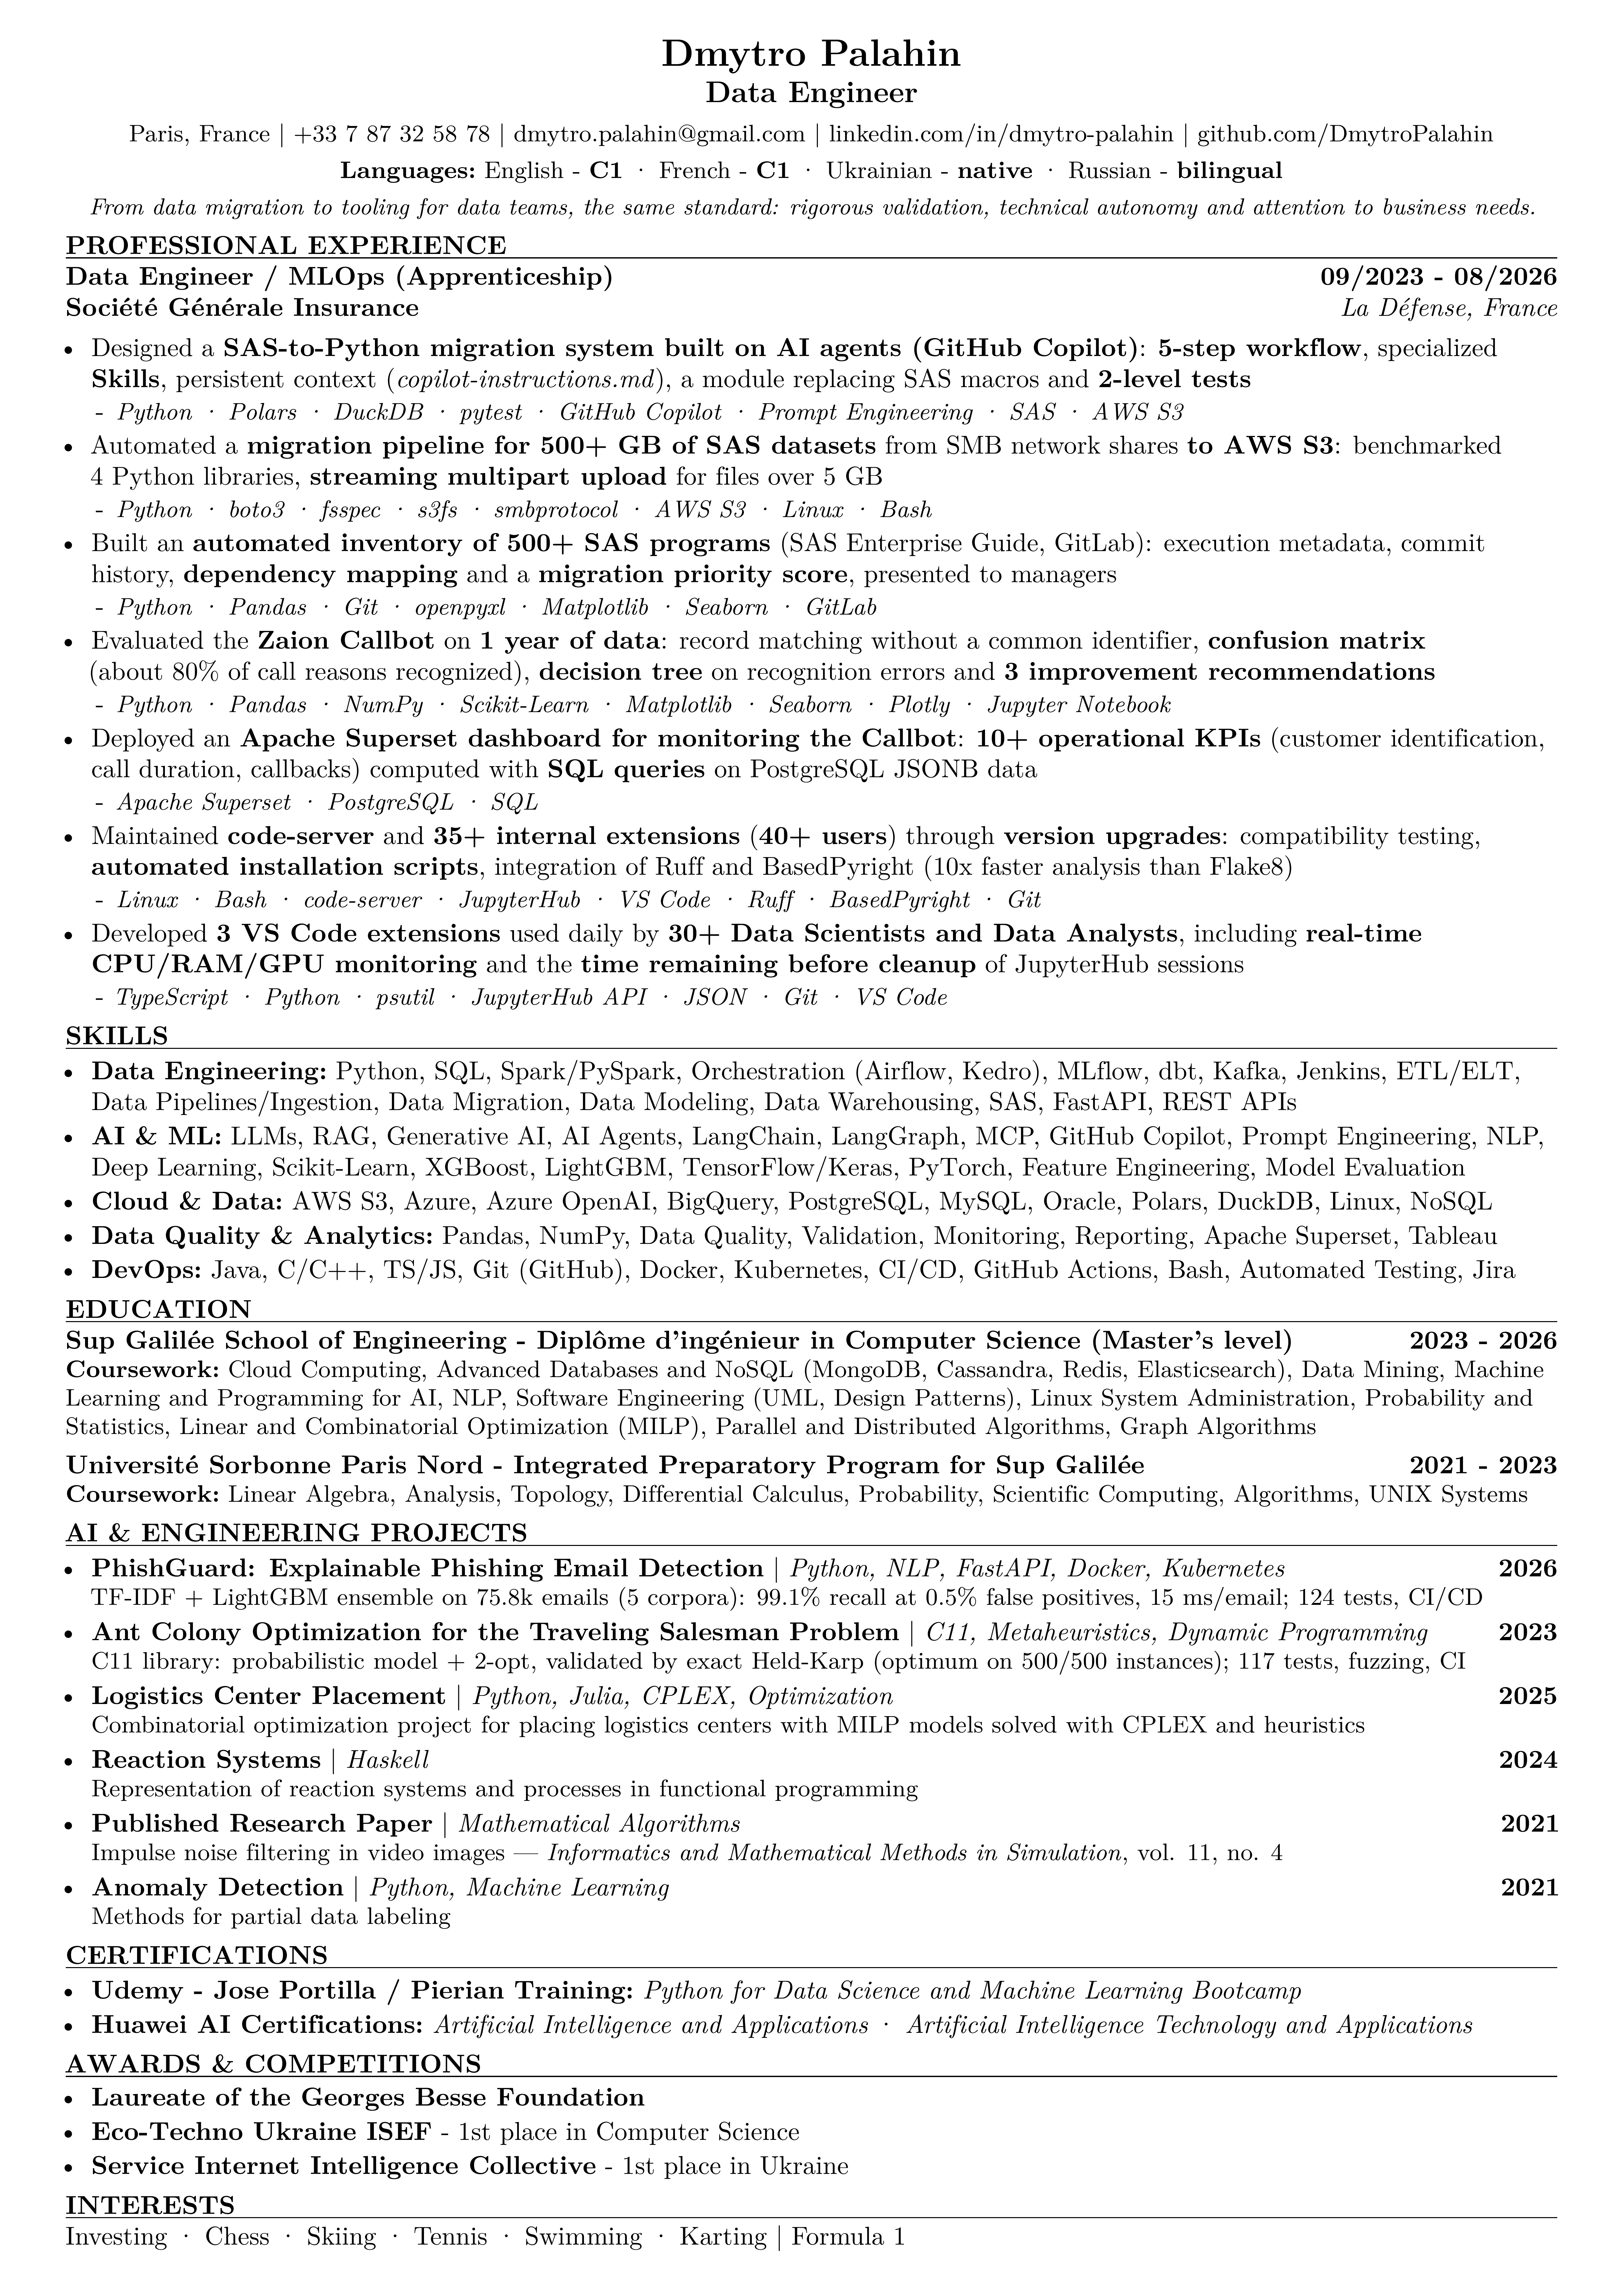 Dmytro Palahin
Data Engineer
Paris, France | +33 7 87 32 58 78 | dmytro.palahin@gmail.com | linkedin.com/in/dmytro-palahin | github.com/DmytroPalahin
Languages: English - C1 · French - C1 · Ukrainian - native · Russian - bilingual
From data migration to tooling for data teams, the same standard: rigorous validation, technical autonomy and attention to business needs.
PROFESSIONAL EXPERIENCE
Data Engineer / MLOps (Apprenticeship) 09/2023 - 08/2026
Société Générale Insurance La Défense, France
• Designed a SAS-to-Python migration system built on AI agents (GitHub Copilot): 5-step workflow, specialized
Skills, persistent context (copilot-instructions.md), a module replacing SAS macros and 2-level tests
- Python · Polars · DuckDB · pytest · GitHub Copilot · Prompt Engineering · SAS · AWS S3
• Automated a migration pipeline for 500+ GB of SAS datasets from SMB network shares to AWS S3: benchmarked
4 Python libraries, streaming multipart upload for files over 5 GB
- Python · boto3 · fsspec · s3fs · smbprotocol · AWS S3 · Linux · Bash
• Built an automated inventory of 500+ SAS programs (SAS Enterprise Guide, GitLab): execution metadata, commit
history, dependency mapping and a migration priority score, presented to managers
- Python · Pandas · Git · openpyxl · Matplotlib · Seaborn · GitLab
• Evaluated the Zaion Callbot on 1 year of data: record matching without a common identifier, confusion matrix
(about 80% of call reasons recognized), decision tree on recognition errors and 3 improvement recommendations
- Python · Pandas · NumPy · Scikit-Learn · Matplotlib · Seaborn · Plotly · Jupyter Notebook
• Deployed an Apache Superset dashboard for monitoring the Callbot: 10+ operational KPIs (customer identification,
call duration, callbacks) computed with SQL queries on PostgreSQL JSONB data
- Apache Superset · PostgreSQL · SQL
• Maintained code-server and 35+ internal extensions (40+ users) through version upgrades: compatibility testing,
automated installation scripts, integration of Ruff and BasedPyright (10x faster analysis than Flake8)
- Linux · Bash · code-server · JupyterHub · VS Code · Ruff · BasedPyright · Git
• Developed 3 VS Code extensions used daily by 30+ Data Scientists and Data Analysts, including real-time
CPU/RAM/GPU monitoring and the time remaining before cleanup of JupyterHub sessions
- TypeScript · Python · psutil · JupyterHub API · JSON · Git · VS Code
SKILLS
• Data Engineering: Python, SQL, Spark/PySpark, Orchestration (Airflow, Kedro), MLflow, dbt, Kafka, Jenkins, ETL/ELT,
Data Pipelines/Ingestion, Data Migration, Data Modeling, Data Warehousing, SAS, FastAPI, REST APIs
• AI & ML: LLMs, RAG, Generative AI, AI Agents, LangChain, LangGraph, MCP, GitHub Copilot, Prompt Engineering, NLP,
Deep Learning, Scikit-Learn, XGBoost, LightGBM, TensorFlow/Keras, PyTorch, Feature Engineering, Model Evaluation
• Cloud & Data: AWS S3, Azure, Azure OpenAI, BigQuery, PostgreSQL, MySQL, Oracle, Polars, DuckDB, Linux, NoSQL
• Data Quality & Analytics: Pandas, NumPy, Data Quality, Validation, Monitoring, Reporting, Apache Superset, Tableau
• DevOps: Java, C/C++, TS/JS, Git (GitHub), Docker, Kubernetes, CI/CD, GitHub Actions, Bash, Automated Testing, Jira
EDUCATION
Sup Galilée School of Engineering - Diplôme d'ingénieur in Computer Science (Master's level) 2023 - 2026
Coursework: Cloud Computing, Advanced Databases and NoSQL (MongoDB, Cassandra, Redis, Elasticsearch), Data Mining, Machine
Learning and Programming for AI, NLP, Software Engineering (UML, Design Patterns), Linux System Administration, Probability and
Statistics, Linear and Combinatorial Optimization (MILP), Parallel and Distributed Algorithms, Graph Algorithms
Université Sorbonne Paris Nord - Integrated Preparatory Program for Sup Galilée 2021 - 2023
Coursework: Linear Algebra, Analysis, Topology, Differential Calculus, Probability, Scientific Computing, Algorithms, UNIX Systems
AI & ENGINEERING PROJECTS
• PhishGuard: Explainable Phishing Email Detection | Python, NLP, FastAPI, Docker, Kubernetes 2026
TF-IDF + LightGBM ensemble on 75.8k emails (5 corpora): 99.1% recall at 0.5% false positives, 15 ms/email; 124 tests, CI/CD
• Ant Colony Optimization for the Traveling Salesman Problem | C11, Metaheuristics, Dynamic Programming 2023
C11 library: probabilistic model + 2-opt, validated by exact Held-Karp (optimum on 500/500 instances); 117 tests, fuzzing, CI
• Logistics Center Placement | Python, Julia, CPLEX, Optimization 2025
Combinatorial optimization project for placing logistics centers with MILP models solved with CPLEX and heuristics
• Reaction Systems | Haskell 2024
Representation of reaction systems and processes in functional programming
• Published Research Paper | Mathematical Algorithms 2021
Impulse noise filtering in video images — Informatics and Mathematical Methods in Simulation, vol. 11, no. 4
• Anomaly Detection | Python, Machine Learning 2021
Methods for partial data labeling
CERTIFICATIONS
• Udemy - Jose Portilla / Pierian Training: Python for Data Science and Machine Learning Bootcamp
• Huawei AI Certifications: Artificial Intelligence and Applications · Artificial Intelligence Technology and Applications
AWARDS & COMPETITIONS
• Laureate of the Georges Besse Foundation
• Eco-Techno Ukraine ISEF - 1st place in Computer Science
• Service Internet Intelligence Collective - 1st place in Ukraine
INTERESTS
Investing · Chess · Skiing · Tennis · Swimming · Karting | Formula 1